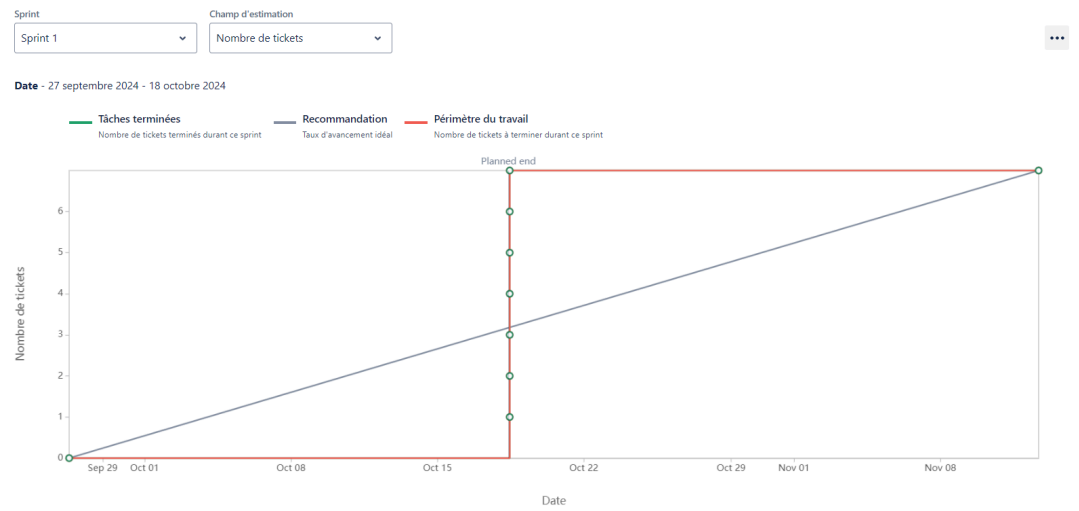 Sprint
Champ d'estimation
Sprint 1
Nombre de tickets
Date - 27 septembre 2024 - 18 octobre 2024
Tâches terminées
Nombre de tickets terminés durant ce sprint
Recommandation
Taux d'avancement idéal
Périmètre du travail
Nombre de tickets à terminer durant ce sprint
Planned end
Nombre de tickets
6
5
4
3
2
1
0
Sep 29 Oct 01 Oct 08 Oct 15 Oct 22 Oct 29 Nov 01 Nov 08
Date